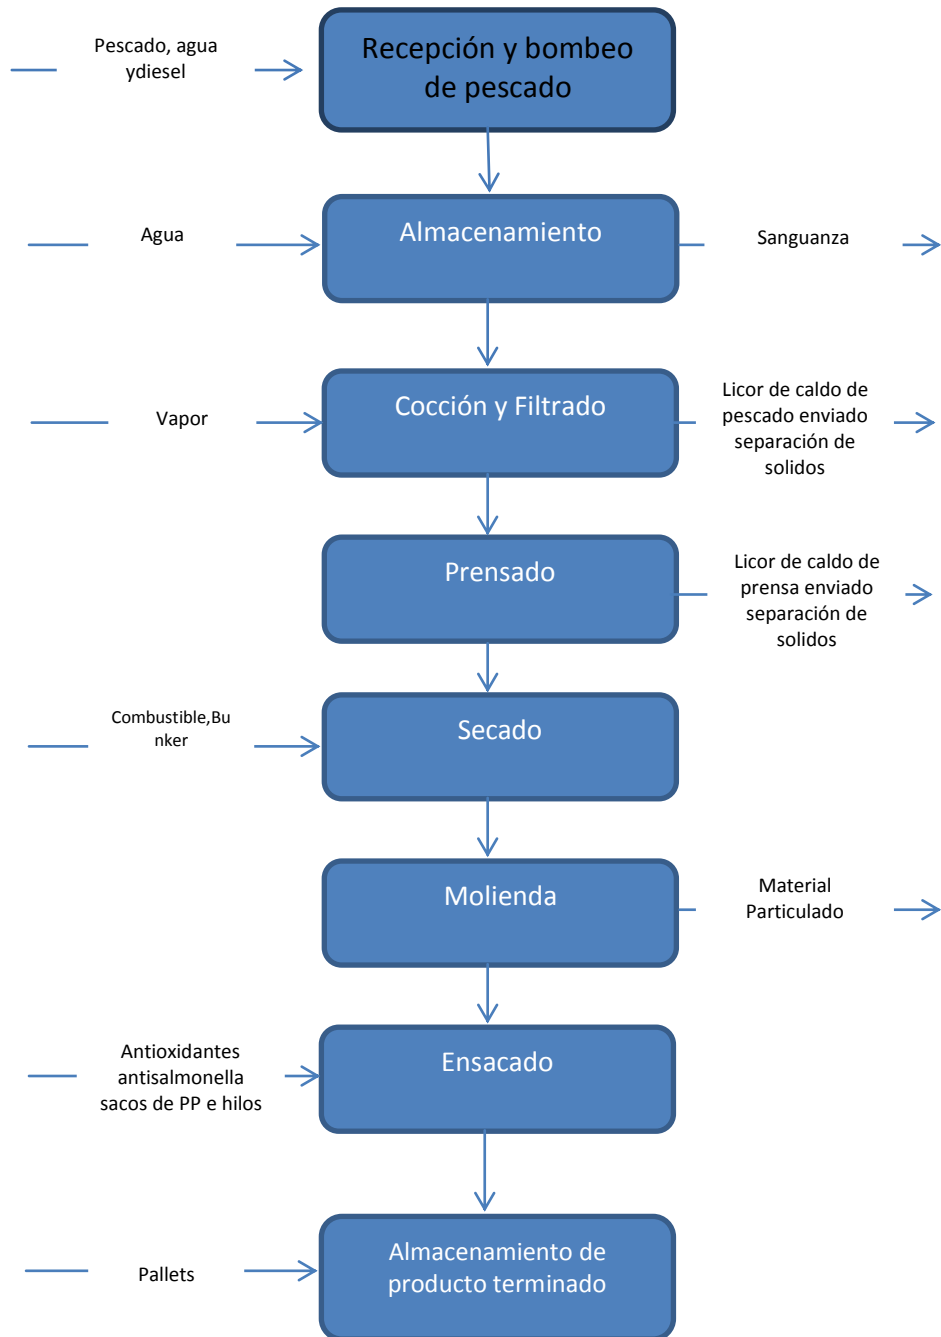 Pescado, agua
ydiesel
Recepción y bombeo
de pescado
Agua
Almacenamiento
Sanguanza
Vapor
Cocción y Filtrado
Licor de caldo de
pescado enviado
separación de
solidos
Prensado
Licor de caldo de
prensa enviado
separación de
solidos
Combustible,Bu
nker
Secado
Molienda
Material
Particulado
Antioxidantes
antisalmonella
sacos de PP e hilos
Ensacado
Pallets
Almacenamiento de
producto terminado